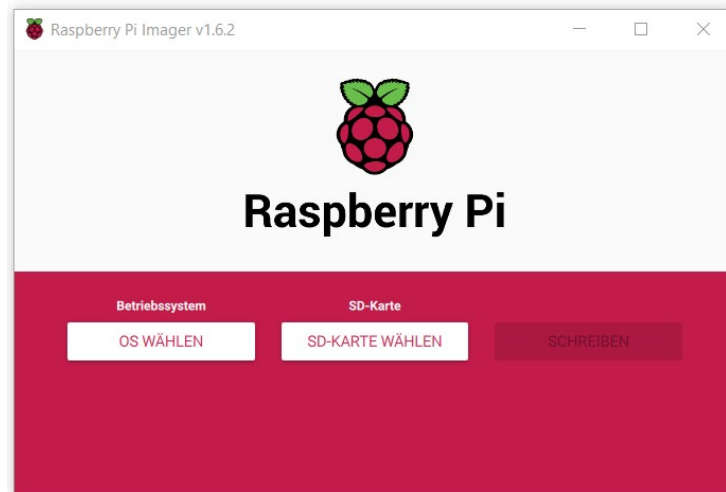 Raspberry Pi Imager v1.6.2
Raspberry Pi
Betriebssystem
SD-Karte
OS WÄHLEN
SD-KARTE WÄHLEN
SCHREIBEN